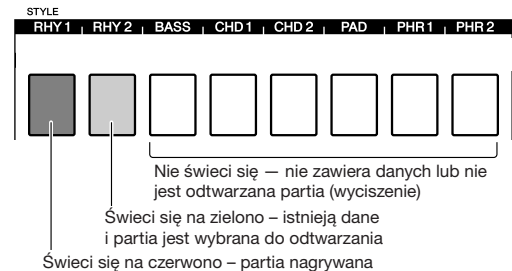 STYLE
RHY 1 RHY 2 BASS CHD 1 CHD 2 PAD PHR 1 PHR 2
Nie świeci się — nie zawiera danych lub nie
jest odtwarzana partia (wyciszenie)
Świeci się na zielono – istnieją dane
i partia jest wybrana do odtwarzania
Świeci się na czerwono – partia nagrywana